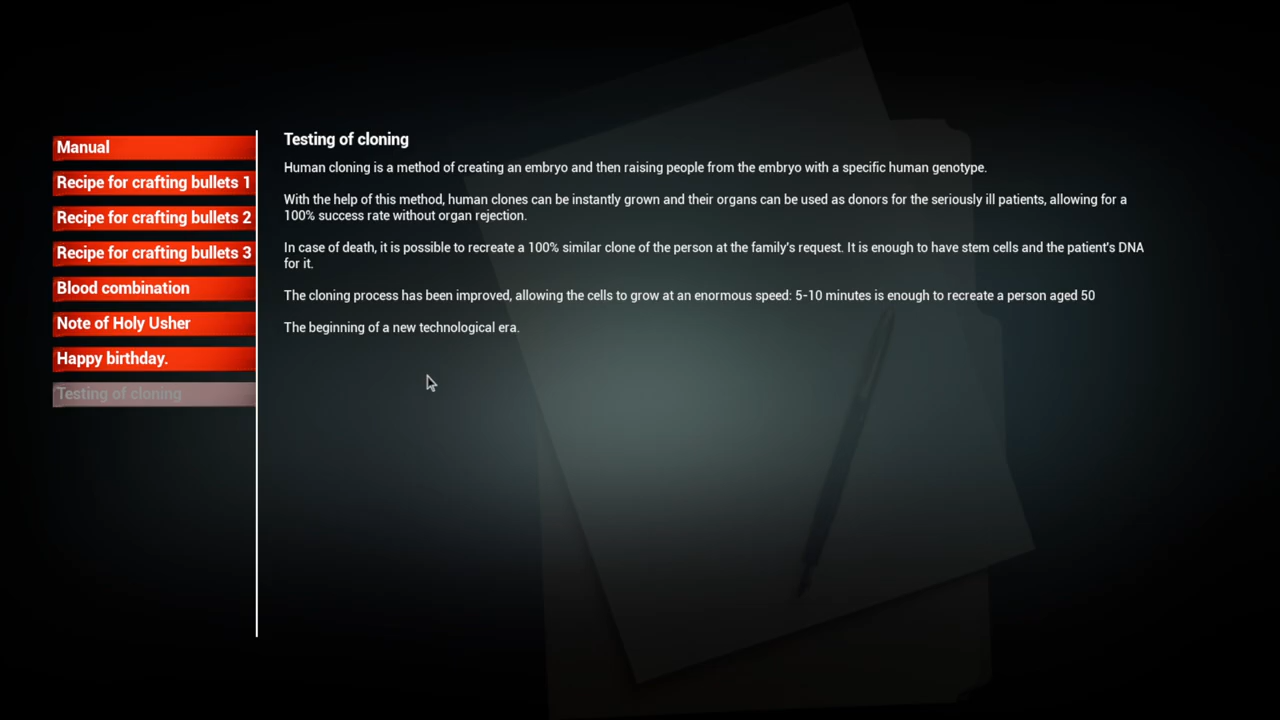 Manual
Recipe for crafting bullets 1
Recipe for crafting bullets 2
Recipe for crafting bullets 3
Blood combination
Note of Holy Usher
Happy birthday.
Testing of cloning
Testing of cloning
Human cloning is a method of creating an embryo and then raising people from the embryo with a specific human genotype.
With the help of this method, human clones can be instantly grown and their organs can be used as donors for the seriously ill patients, allowing for a
100% success rate without organ rejection.
In case of death, it is possible to recreate a 100% similar clone of the person at the family's request. It is enough to have stem cells and the patient's DNA
for it.
The cloning process has been improved, allowing the cells to grow at an enormous speed: 5-10 minutes is enough to recreate a person aged 50
The beginning of a new technological era.